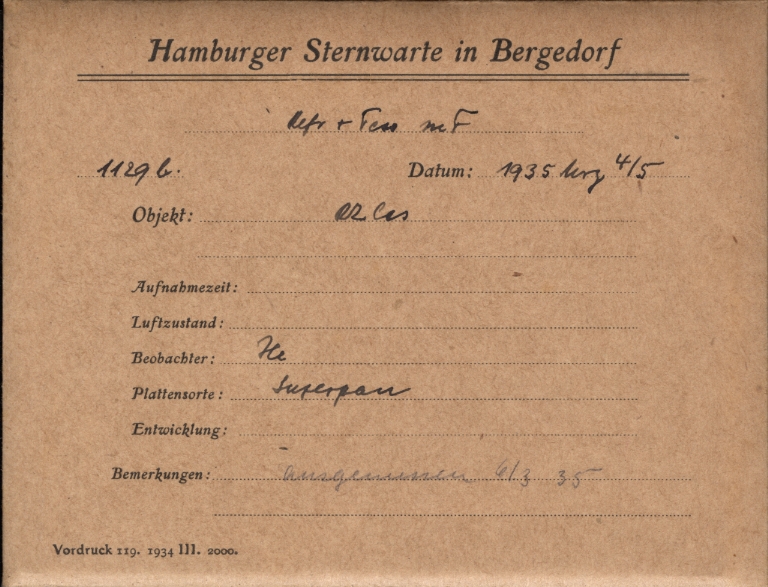 Hamburger Sternwarte in Bergedorf
Refr + Tess m F
1129 b. Datum: 1935 März 4/5
Objekt: RZ Cas
Aufnahmezeit:
Luftzustand:
Beobachter: He
Plattensorte: Superpan
Entwicklung:
Bemerkungen: ausgemessen 6/3 35
Vordruck 119. 1934 III. 2000.